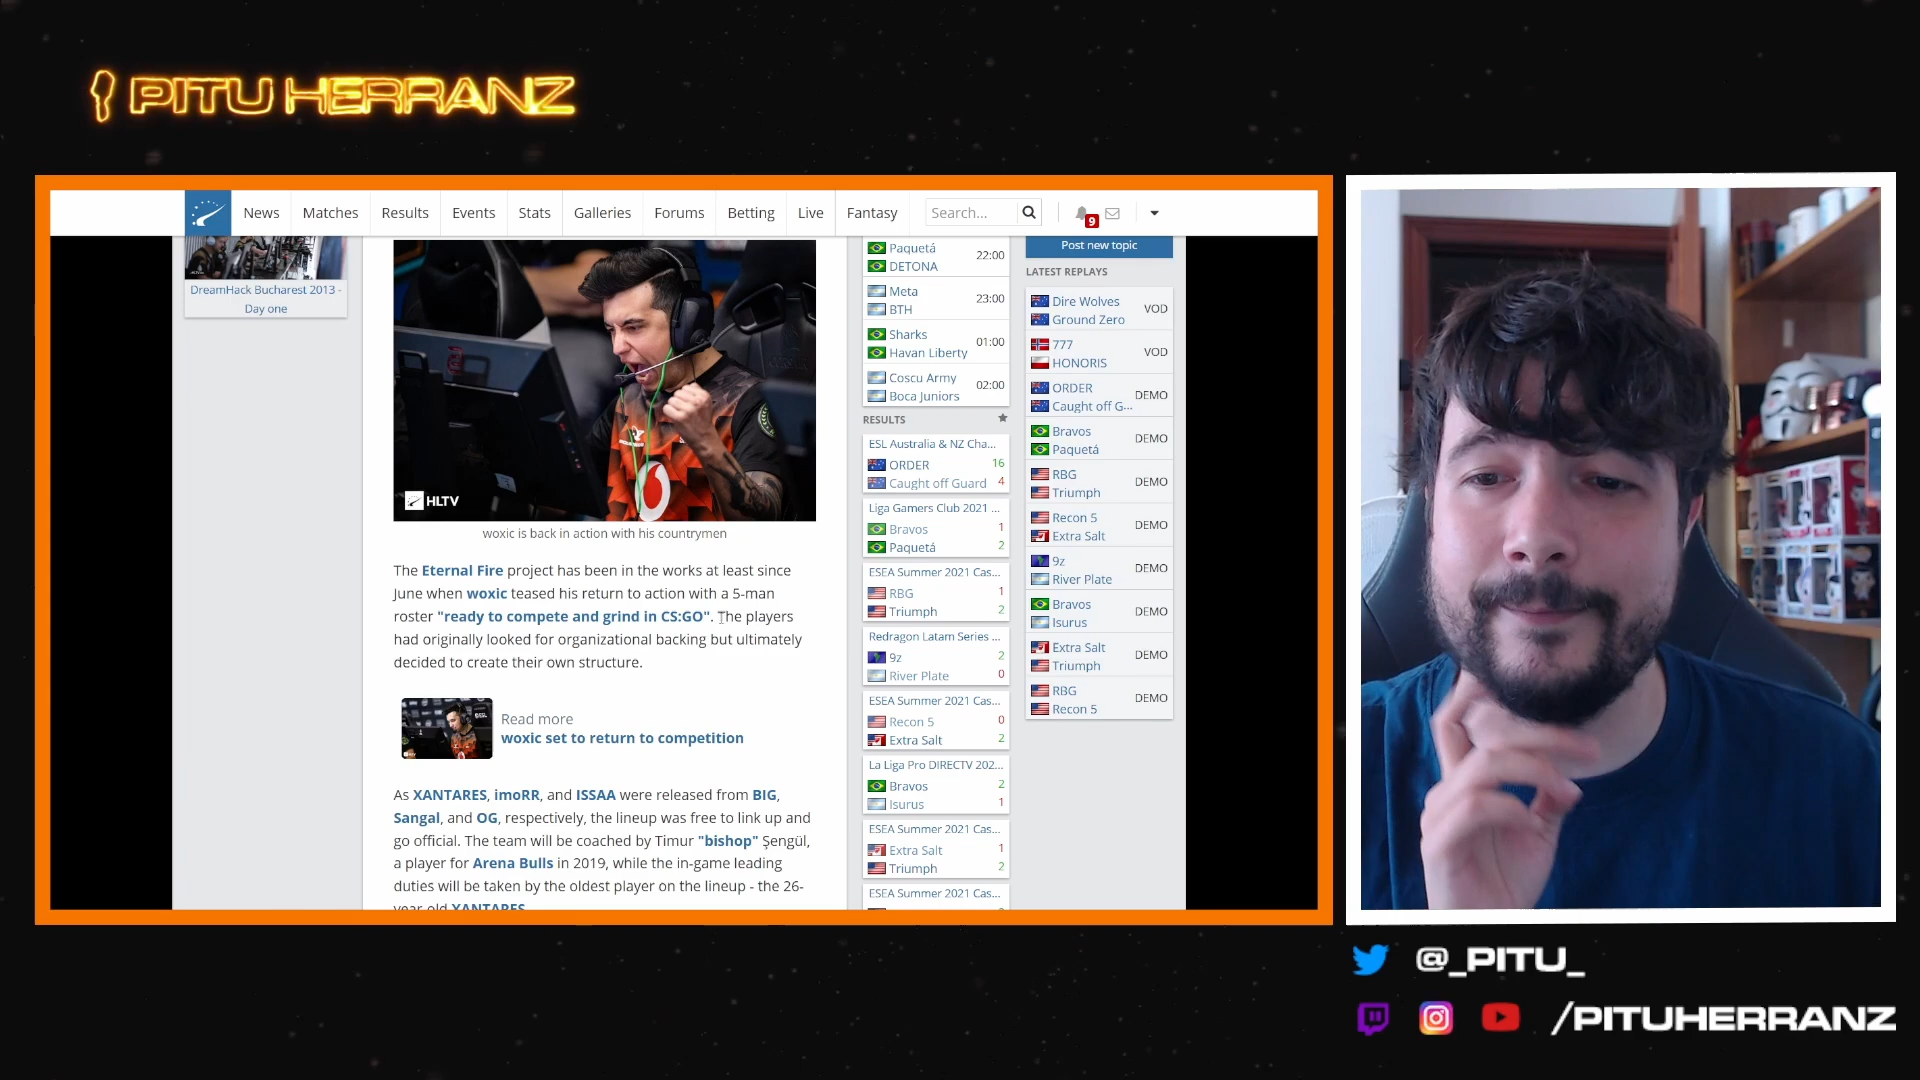 PITU HERRANZ
News
Matches
Results
Events
Stats
Galleries
Forums
Betting
Live
Fantasy
Search...
9
DreamHack Bucharest 2013 -
Day one
HLTV
woxic is back in action with his countrymen
The Eternal Fire project has been in the works at least since
June when woxic teased his return to action with a 5-man
roster "ready to compete and grind in CS:GO". The players
had originally looked for organizational backing but ultimately
decided to create their own structure.
Read more
woxic set to return to competition
As XANTARES, imoRR, and ISSAA were released from BIG,
Sangal, and OG, respectively, the lineup was free to link up and
go official. The team will be coached by Timur "bishop" Şengül,
a player for Arena Bulls in 2019, while the in-game leading
duties will be taken by the oldest player on the lineup - the 26-
year-old XANTARES.
Paquetá
DETONA
22:00
Meta
BTH
23:00
Sharks
Havan Liberty
01:00
Coscu Army
Boca Juniors
02:00
RESULTS
ESL Australia & NZ Cha...
ORDER 16
Caught off Guard 4
Liga Gamers Club 2021 ...
Bravos 1
Paquetá 2
ESEA Summer 2021 Cas...
RBG 1
Triumph 2
Redragon Latam Series ...
9z 2
River Plate 0
ESEA Summer 2021 Cas...
Recon 5 0
Extra Salt 2
La Liga Pro DIRECTV 202...
Bravos 2
Isurus 1
ESEA Summer 2021 Cas...
Extra Salt 1
Triumph 2
ESEA Summer 2021 Cas...
Post new topic
LATEST REPLAYS
Dire Wolves
Ground Zero
VOD
777
HONORIS
VOD
ORDER
Caught off G...
DEMO
Bravos
Paquetá
DEMO
RBG
Triumph
DEMO
Recon 5
Extra Salt
DEMO
9z
River Plate
DEMO
Bravos
Isurus
DEMO
Extra Salt
Triumph
DEMO
RBG
Recon 5
DEMO
@_PITU_
/PITUHERRANZ